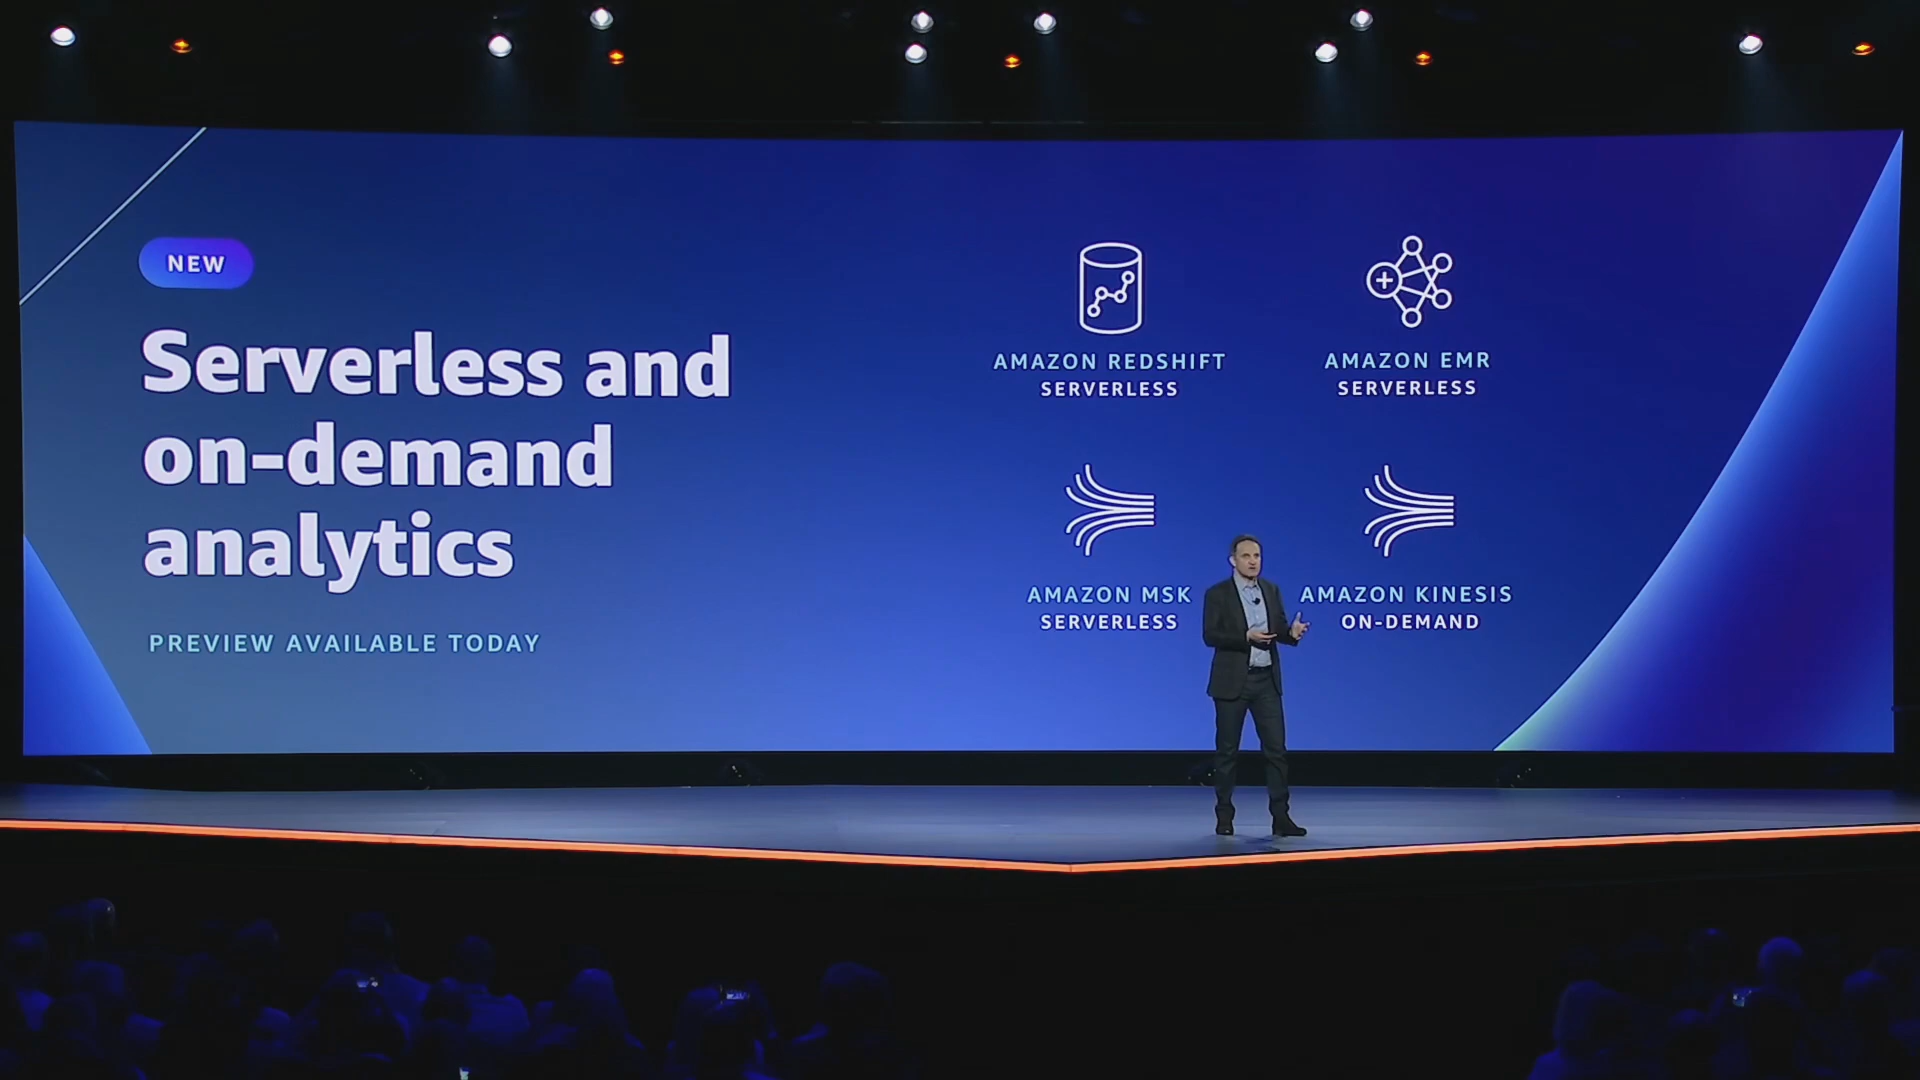 NEW
Serverless and
on-demand
analytics
PREVIEW AVAILABLE TODAY
AMAZON REDSHIFT
SERVERLESS
AMAZON EMR
SERVERLESS
AMAZON MSK
SERVERLESS
AMAZON KINESIS
ON-DEMAND